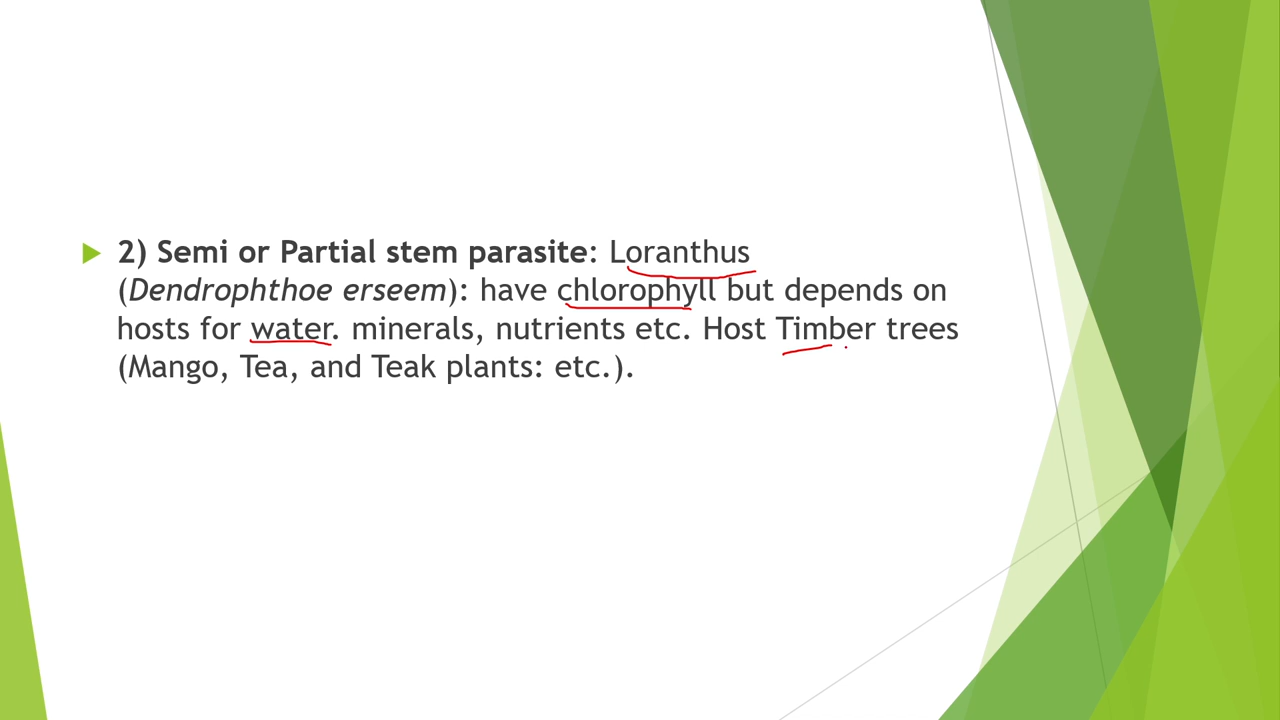 2) Semi or Partial stem parasite: Loranthus
(Dendrophthoe erseem): have chlorophyll but depends on
hosts for water. minerals, nutrients etc. Host Timber trees
(Mango, Tea, and Teak plants: etc.).